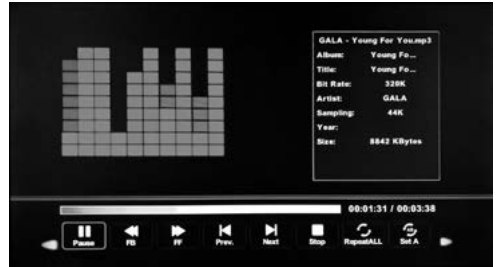 GALA - Young For You.mp3
Album: Young Fo...
Title: Young Fo...
Bit Rate: 320K
Artist: GALA
Sampling: 44K
Year:
Size: 8842 KBytes
00:01:31 / 00:03:38
Pause FB FF Prev. Next Stop RepeatALL Set A